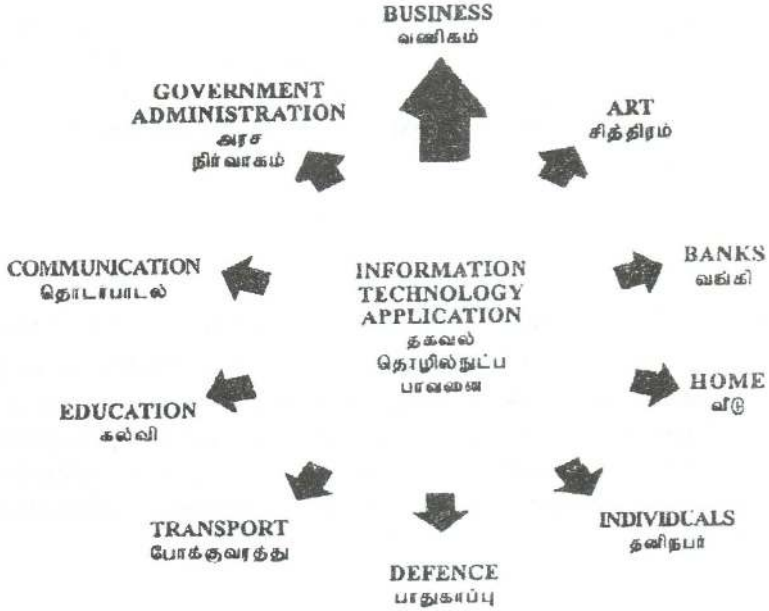 BUSINESS
வணிகம்
GOVERNMENT
ADMINISTRATION
அரச
நிர்வாகம்
ART
சித்திரம்
COMMUNICATION
தொடர்பாடல்
INFORMATION
TECHNOLOGY
APPLICATION
தகவல்
தொழில்நுட்ப
பாவனை
BANKS
வங்கி
HOME
வீடு
EDUCATION
கல்வி
TRANSPORT
போக்குவரத்து
DEFENCE
பாதுகாப்பு
INDIVIDUALS
தனிநபர்